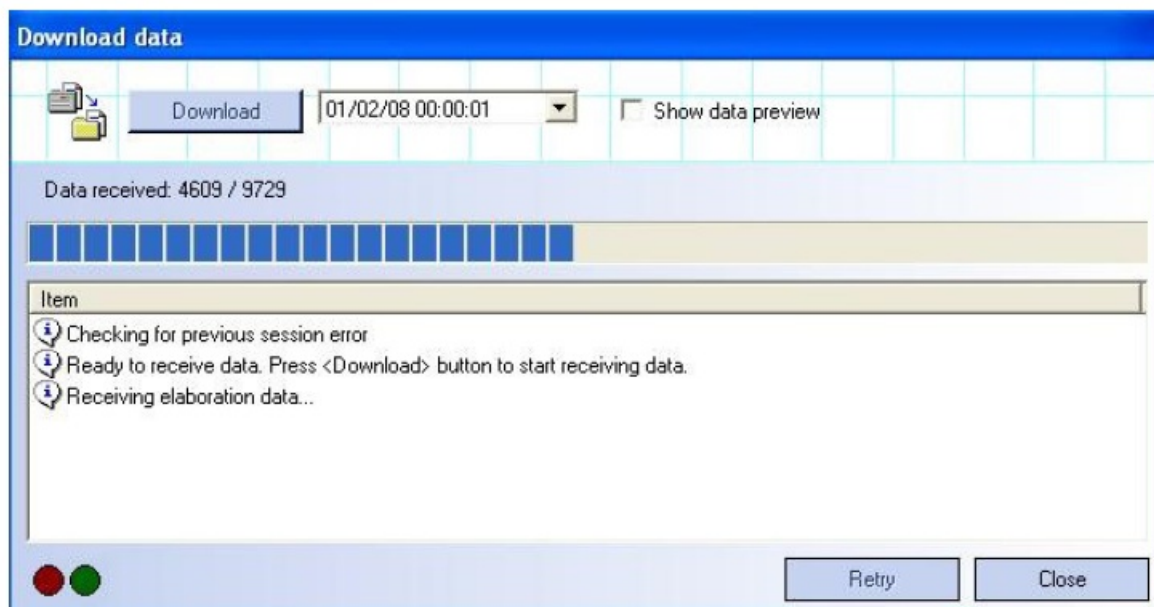 Download data
Download 01/02/08 00:00:01 Show data preview
Data received: 4609 / 9729
Item
Checking for previous session error
Ready to receive data. Press <Download> button to start receiving data.
Receiving elaboration data...
Retry Close